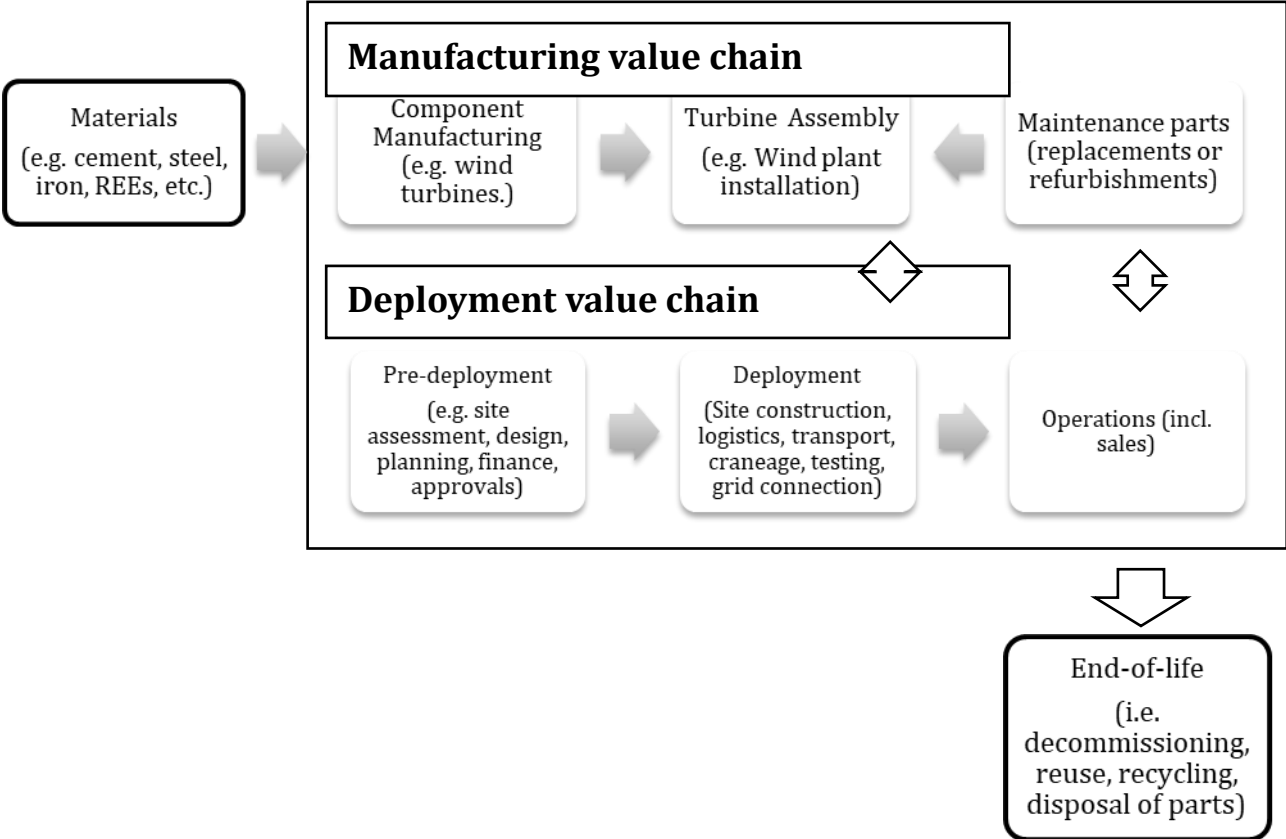 Manufacturing value chain
Materials
(e.g. cement, steel,
iron, REEs, etc.)
Component
Manufacturing
(e.g. wind
turbines.)
Turbine Assembly
(e.g. Wind plant
installation)
Maintenance parts
(replacements or
refurbishments)
Deployment value chain
Pre-deployment
(e.g. site
assessment, design,
planning, finance,
approvals)
Deployment
(Site construction,
logistics, transport,
craneage, testing,
grid connection)
Operations (incl.
sales)
End-of-life
(i.e.
decommissioning,
reuse, recycling,
disposal of parts)